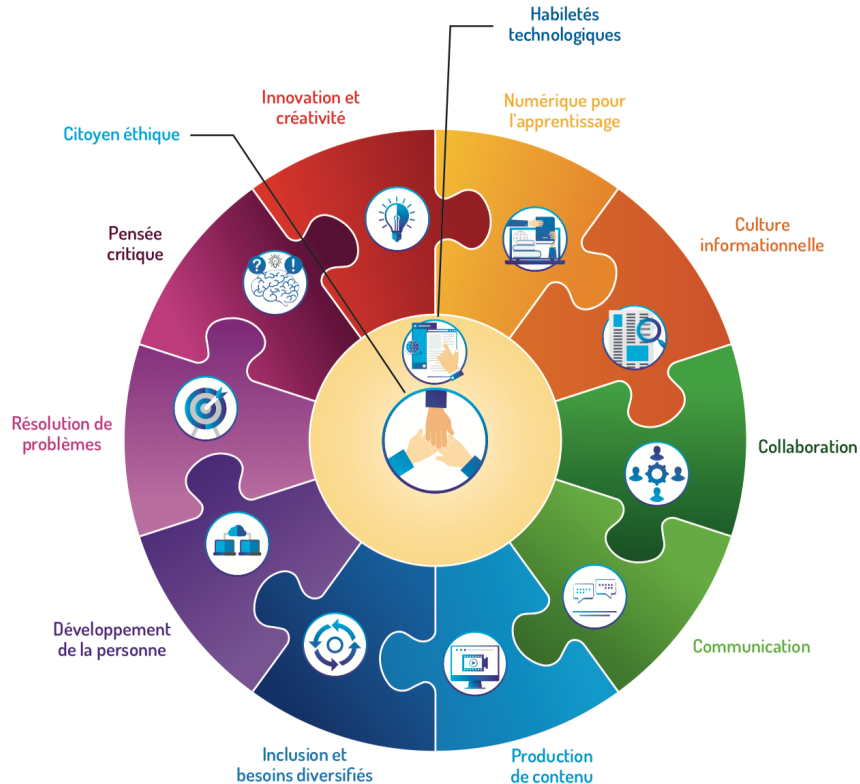 Habiletés
technologiques
Innovation et
créativité
Numérique pour
l'apprentissage
Citoyen éthique
Pensée
critique
Culture
informationnelle
Résolution de
problèmes
Collaboration
Développement
de la personne
Communication
Inclusion et
besoins diversifiés
Production
de contenu
? !